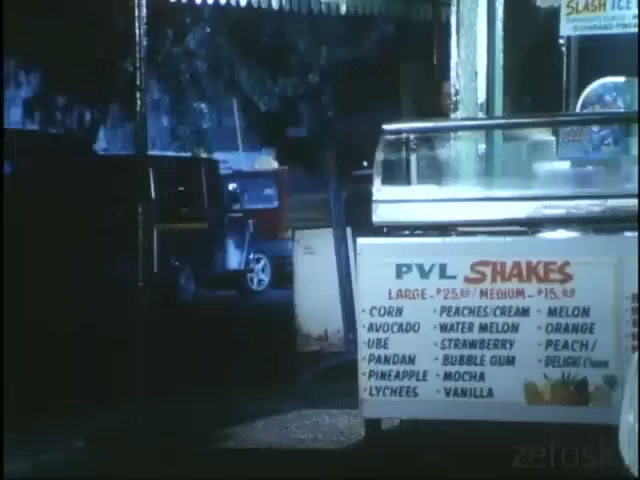 SLASH ICE
PVL SHAKES
LARGE - ₱25.00 / MEDIUM - ₱15.00
• CORN
• AVOCADO
• UBE
• PANDAN
• PINEAPPLE
• LYCHEES
• PEACHES/CREAM
• WATER MELON
• STRAWBERRY
• BUBBLE GUM
• MOCHA
• VANILLA
• MELON
• ORANGE
• PEACH/
• DELIGHT
zefosk